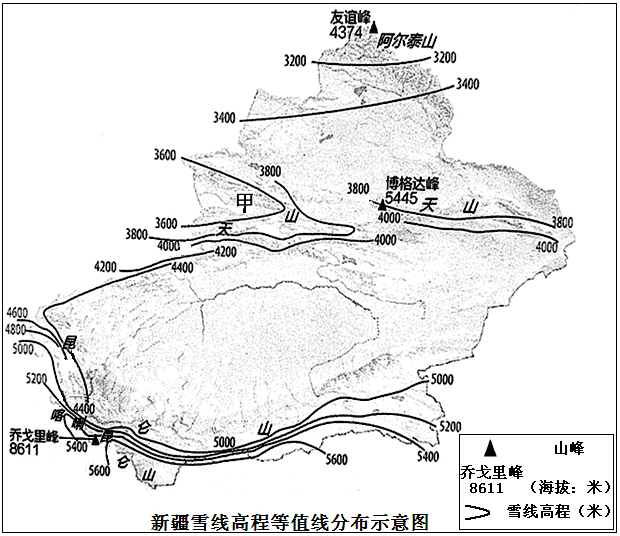 友谊峰
4374
阿尔泰山
3200
3200
3400
3400
3600
3800
甲
山
3600
天
3800
4000
4200
4000
博格达峰
3800
5445
天
山
4000
3800
4000
4200
4400
4600
4800
昆
5000
5200
4400
喀
喇
昆
仑
乔戈里峰
8611
5400
5600
仑
山
5000
山
5000
5200
5400
5600
山峰
乔戈里峰
8611 (海拔：米)
雪线高程(米)
新疆雪线高程等值线分布示意图